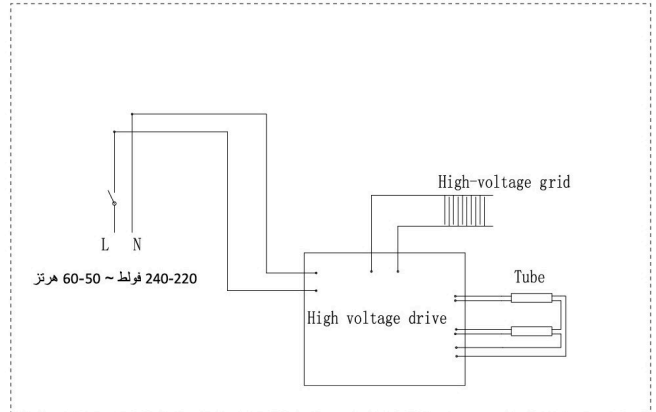 High-voltage grid
L N
220-240 فولط ~ 50-60 هرتز
Tube
High voltage drive